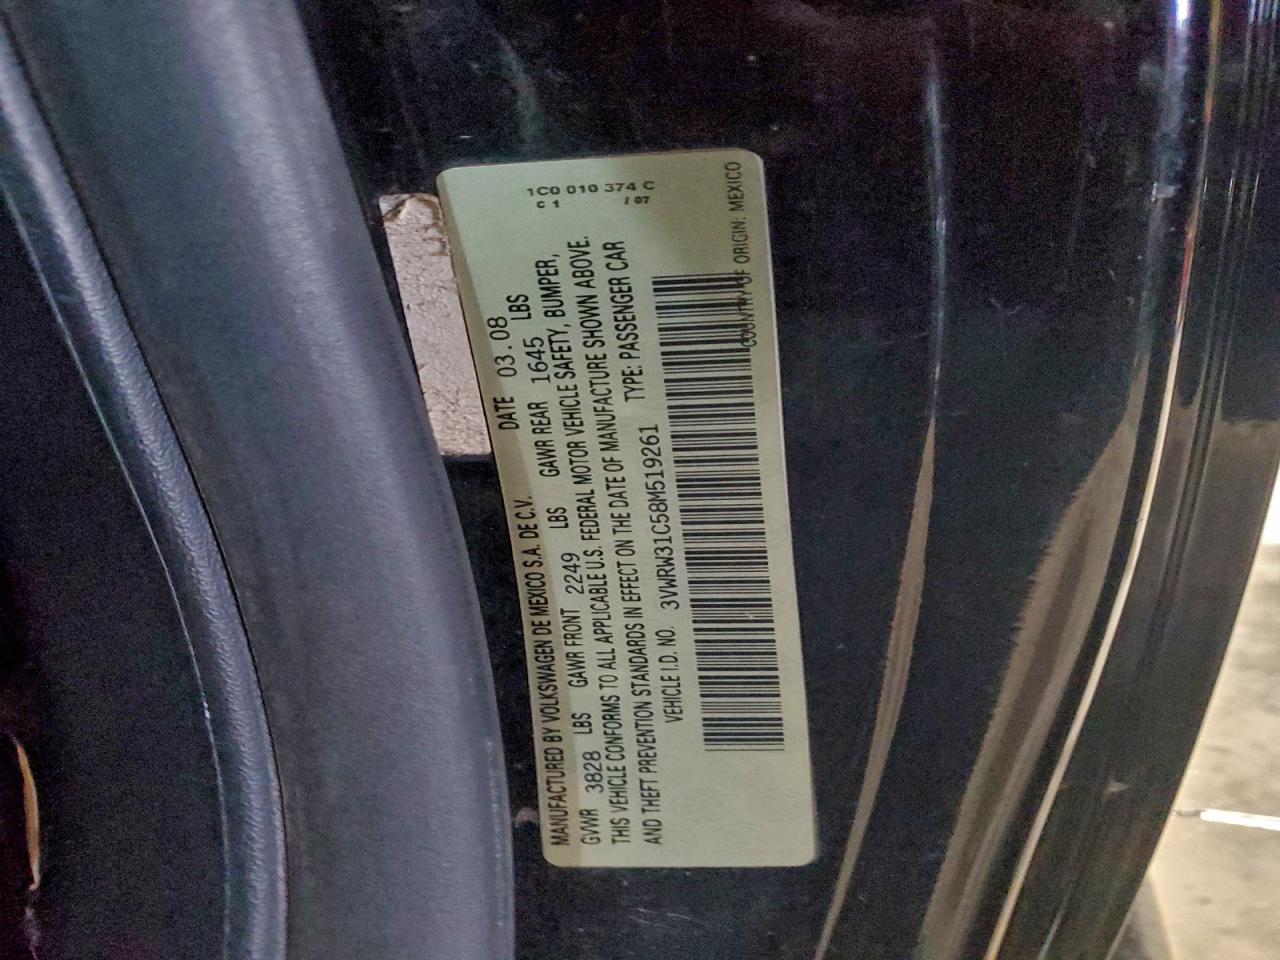 MANUFACTURED BY VOLKSWAGEN DE MEXICO S.A. DE C.V. DATE 03.08
GVWR 3828 LBS GAWR FRONT 2249 LBS GAWR REAR 1645 LBS
THIS VEHICLE CONFORMS TO ALL APPLICABLE U.S. FEDERAL MOTOR VEHICLE SAFETY, BUMPER,
AND THEFT PREVENTION STANDARDS IN EFFECT ON THE DATE OF MANUFACTURE SHOWN ABOVE.
VEHICLE I.D. NO. 3VWRW31C58M519261 TYPE: PASSENGER CAR
COUNTRY OF ORIGIN: MEXICO
1C0 010 374 C
C 1 07